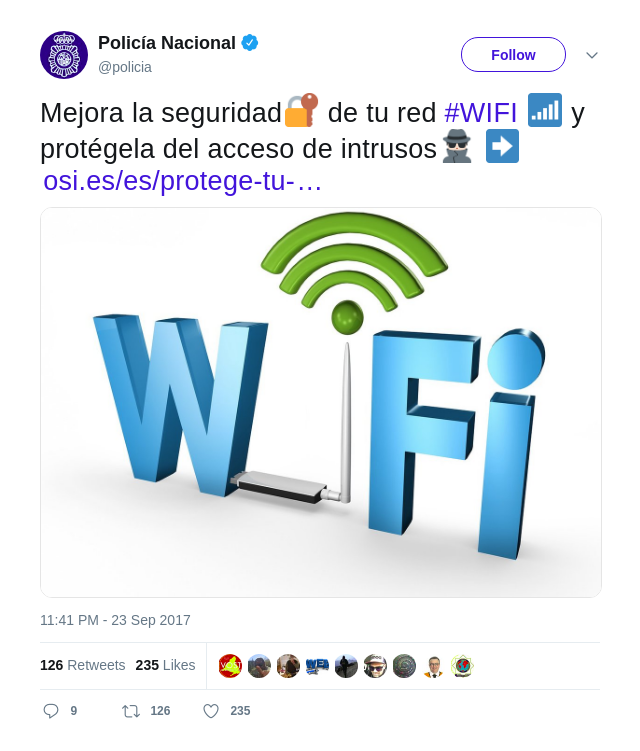 Policía Nacional
@policia
Follow
Mejora la seguridad🔐 de tu red #WIFI 📶 y
protégela del acceso de intrusos🕵 ➡
osi.es/es/protege-tu-…
WiFi
11:41 PM - 23 Sep 2017
126 Retweets 235 Likes
9 126 235